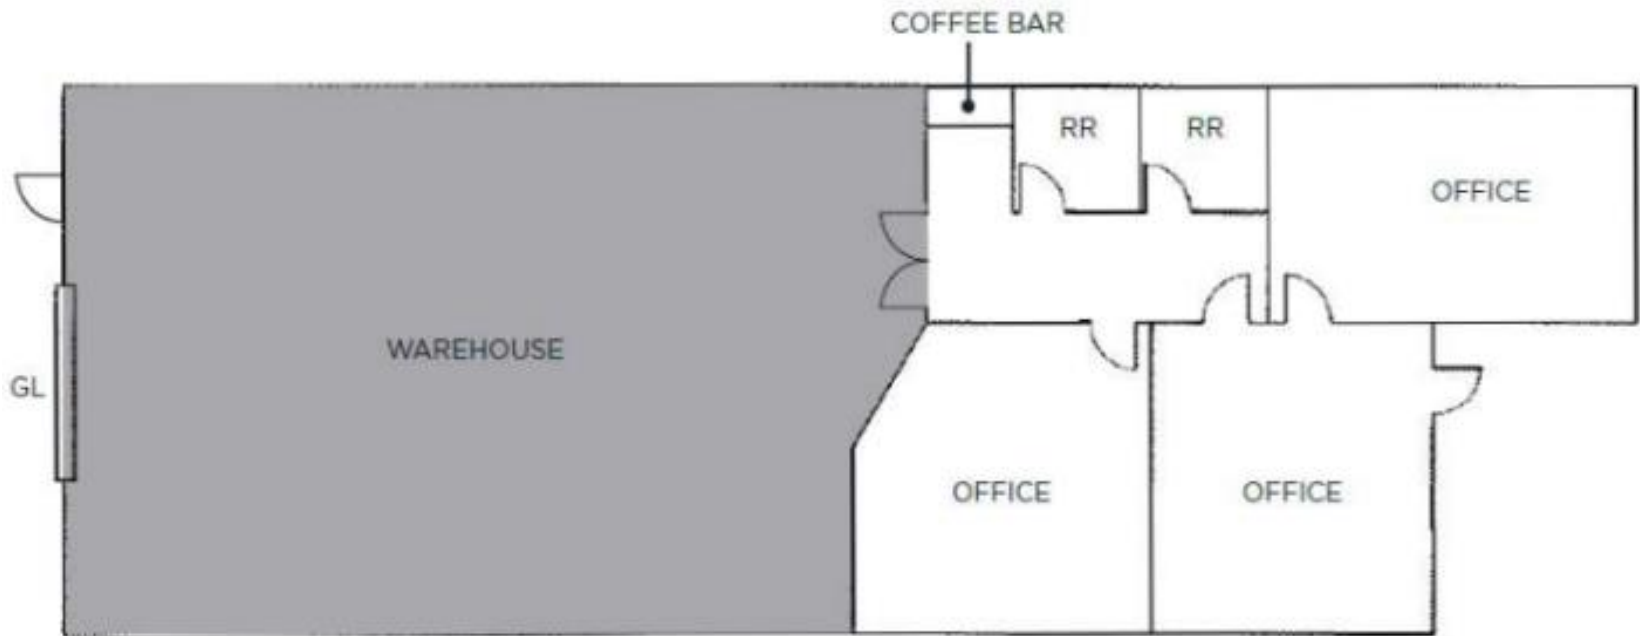 COFFEE BAR
RR
RR
OFFICE
WAREHOUSE
GL
OFFICE
OFFICE